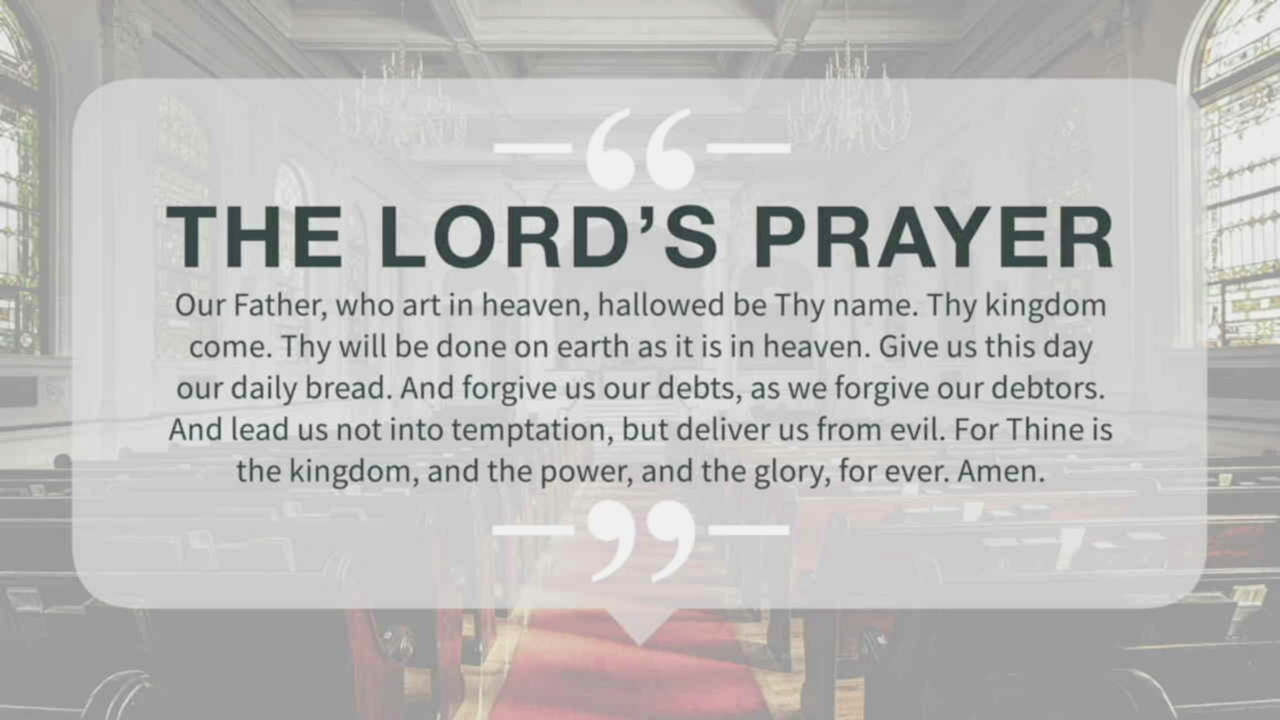 THE LORD’S PRAYER
Our Father, who art in heaven, hallowed be Thy name. Thy kingdom
come. Thy will be done on earth as it is in heaven. Give us this day
our daily bread. And forgive us our debts, as we forgive our debtors.
And lead us not into temptation, but deliver us from evil. For Thine is
the kingdom, and the power, and the glory, for ever. Amen.